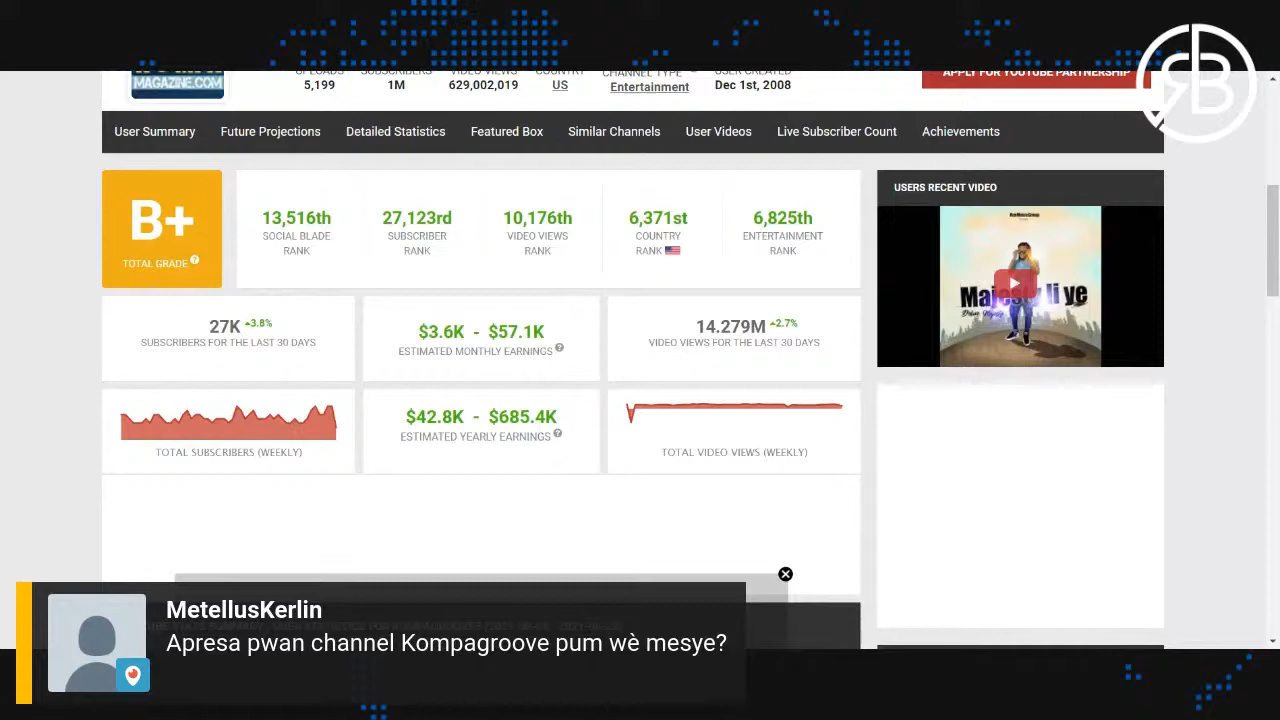 UPLOADS SUBSCRIBERS VIDEO VIEWS COUNTRY CHANNEL TYPE USER CREATED
APPLY FOR YOUTUBE PARTNERSHIP
MAGAZINE.COM
5,199 1M 629,002,019 US Entertainment Dec 1st, 2008
RB
User Summary Future Projections Detailed Statistics Featured Box Similar Channels User Videos Live Subscriber Count Achievements
B+
TOTAL GRADE ?
13,516th 27,123rd 10,176th 6,371st 6,825th
SOCIAL BLADE SUBSCRIBER VIDEO VIEWS COUNTRY ENTERTAINMENT
RANK RANK RANK RANK RANK
USERS RECENT VIDEO
Majesty li ye
27K 3.8%
SUBSCRIBERS FOR THE LAST 30 DAYS
$3.6K - $57.1K
ESTIMATED MONTHLY EARNINGS ?
14.279M 2.7%
VIDEO VIEWS FOR THE LAST 30 DAYS
TOTAL SUBSCRIBERS (WEEKLY)
$42.8K - $685.4K
ESTIMATED YEARLY EARNINGS ?
TOTAL VIDEO VIEWS (WEEKLY)
MetellusKerlin
Apresa pwan channel Kompagroove pum wè mesye?